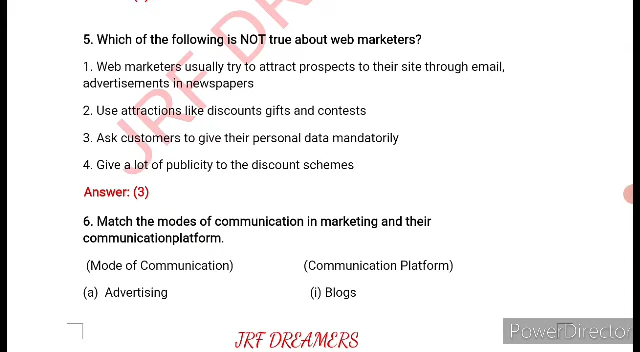 5. Which of the following is NOT true about web marketers?
1. Web marketers usually try to attract prospects to their site through email,
advertisements in newspapers
2. Use attractions like discounts gifts and contests
3. Ask customers to give their personal data mandatorily
4. Give a lot of publicity to the discount schemes
Answer: (3)
6. Match the modes of communication in marketing and their
communicationplatform.
(Mode of Communication) (Communication Platform)
(a) Advertising (i) Blogs
JRF DREAMERS
PowerDirector
JRF DR